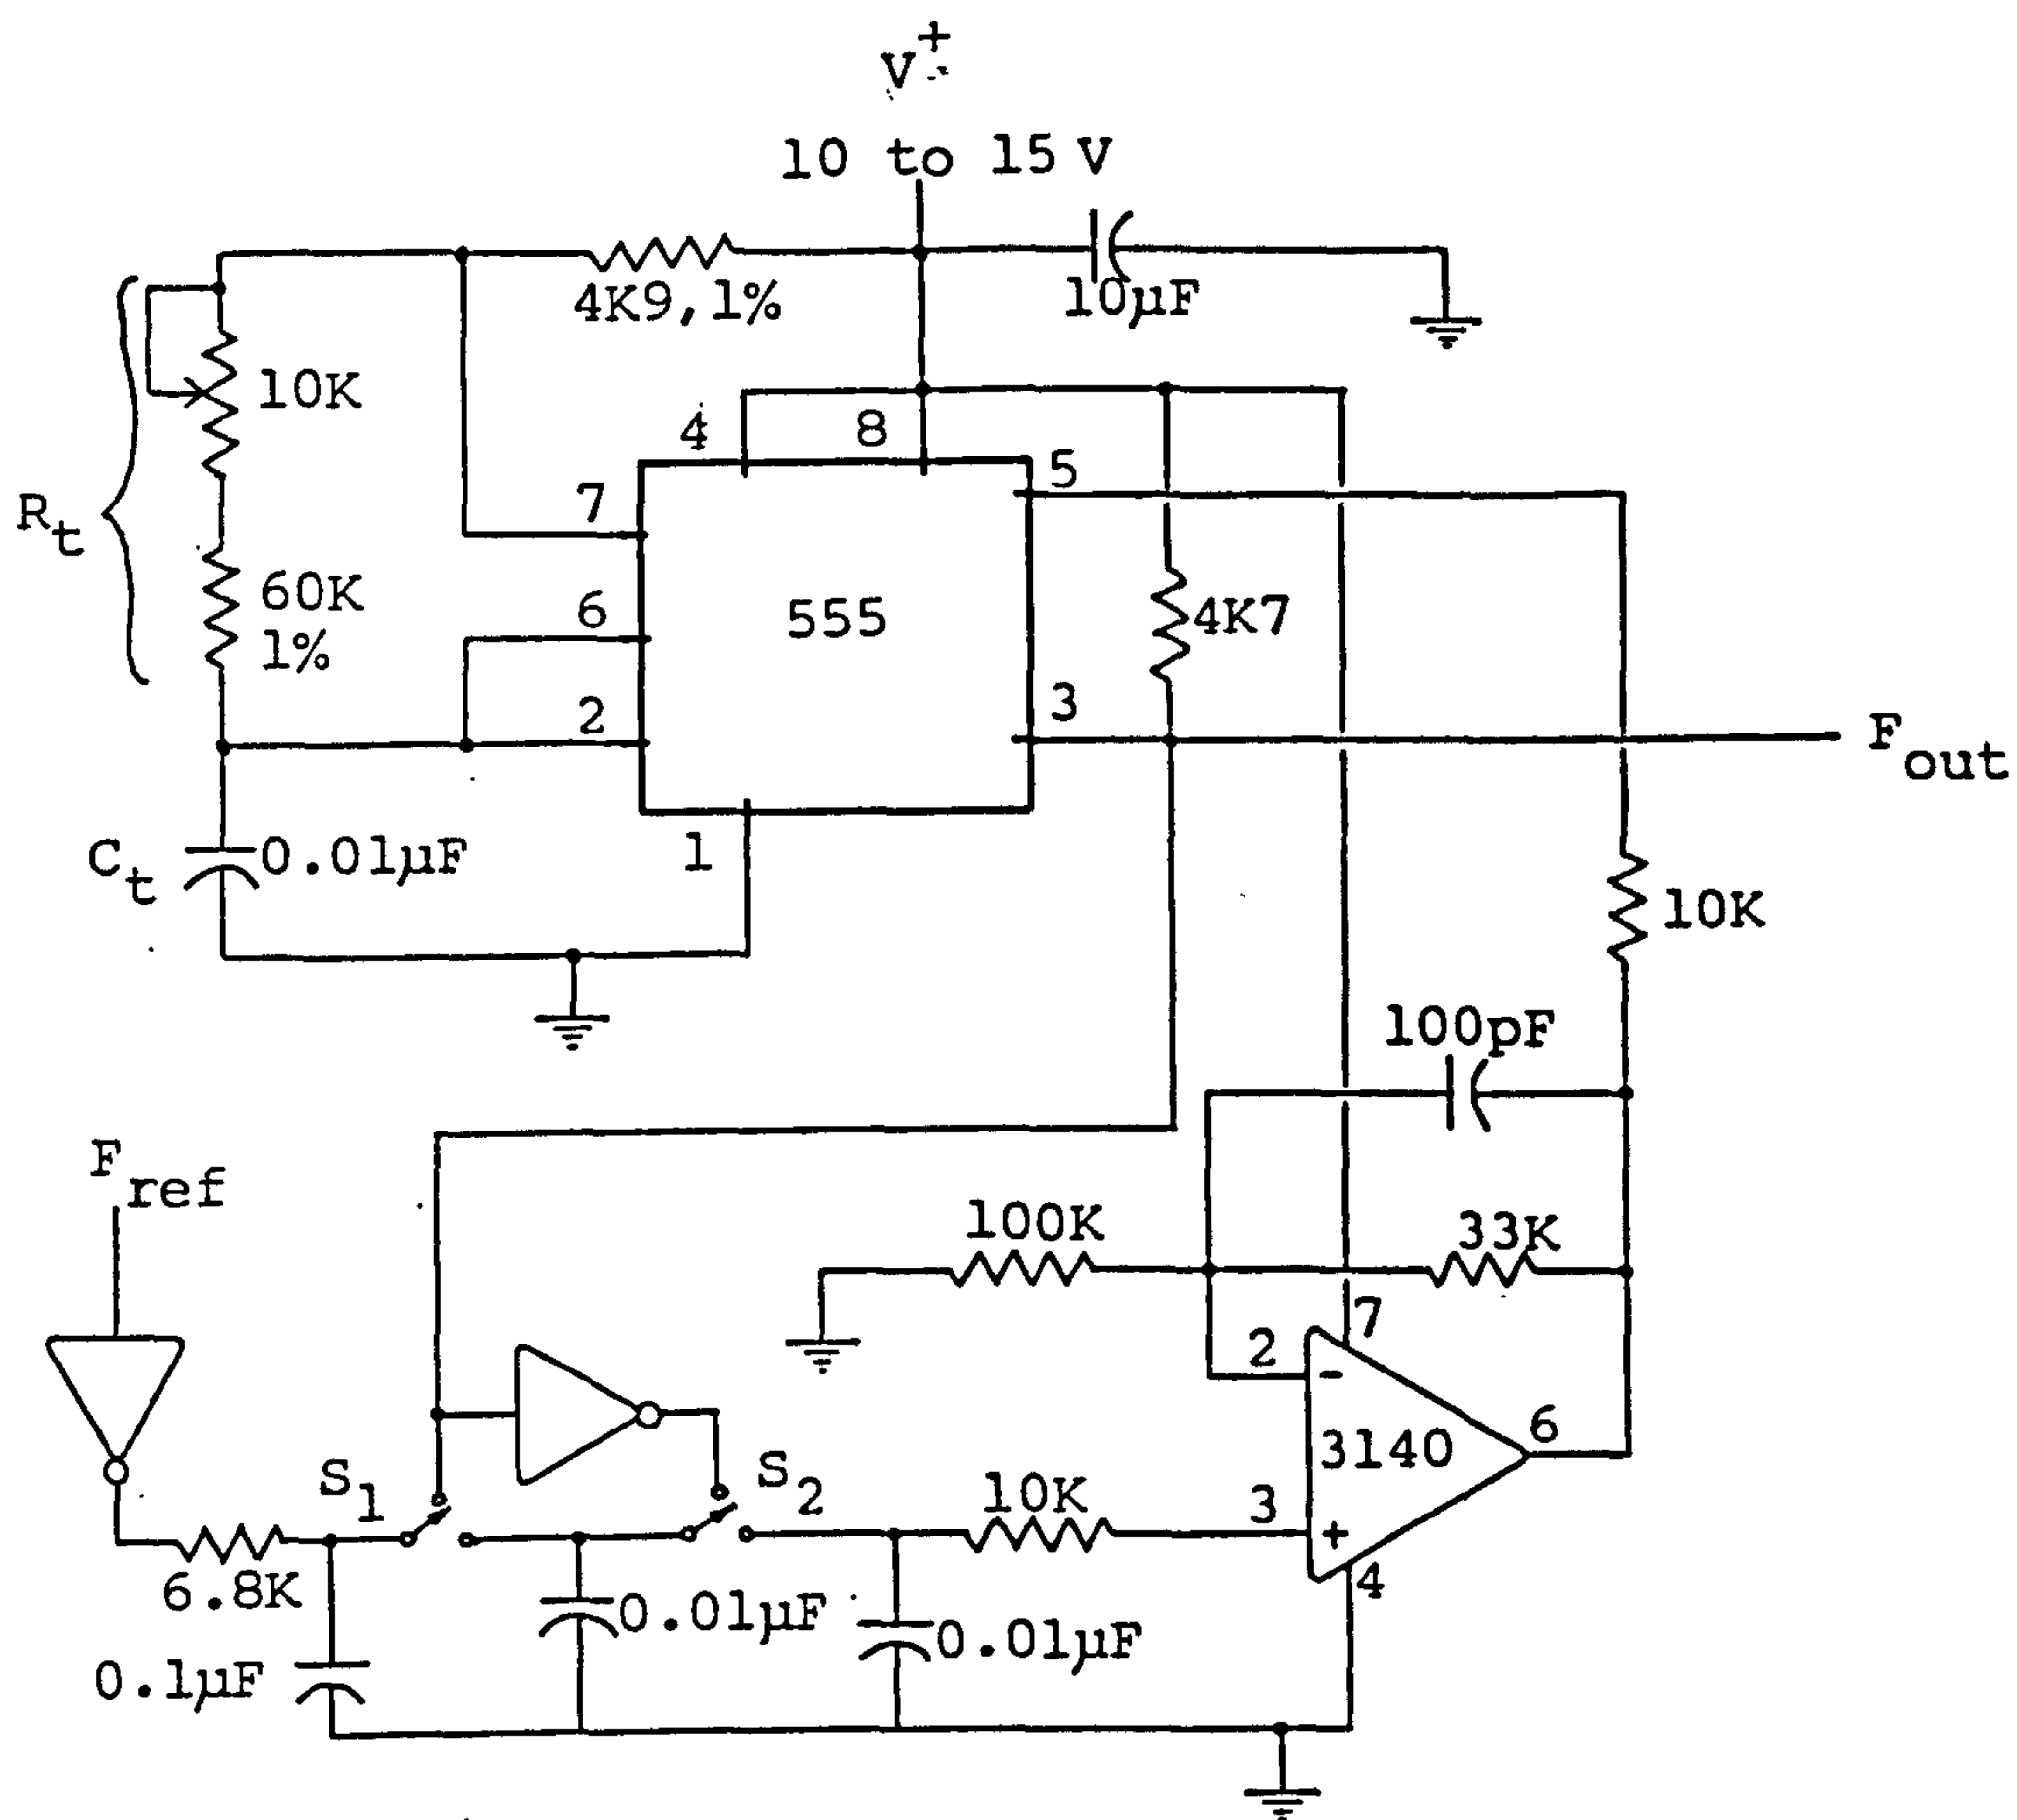 V+
10 to 15 V
4K9,1%
10µF
10K
4
8
5
7
Rt
60K
1%
6
555
4K7
2
3
Fout
Ct
0.01µF
1
10K
100pF
Fref
100K
33K
7
2
-
3140
6
S1
S2
10K
3
+
4
6.8K
0.01µF
0.01µF
0.1µF